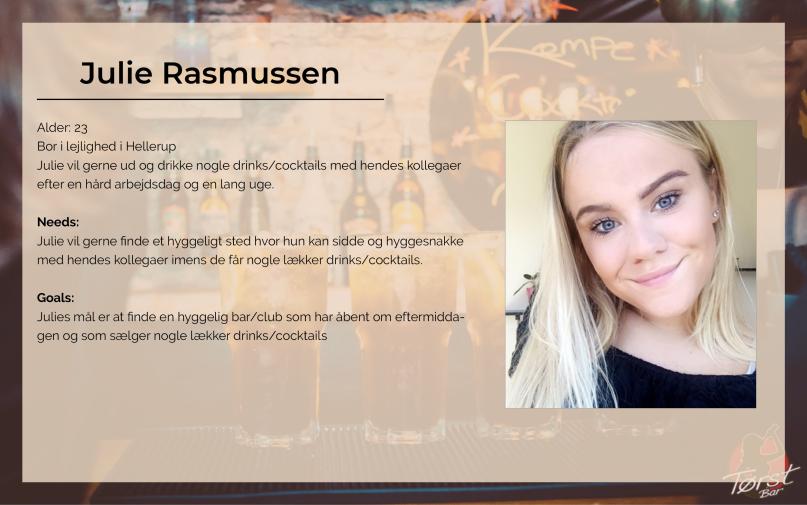 Kæmpe
Julie Rasmussen
Alder: 23
Bor i lejlighed i Hellerup
Julie vil gerne ud og drikke nogle drinks/cocktails med hendes kollegaer
efter en hård arbejdsdag og en lang uge.
Needs:
Julie vil gerne finde et hyggeligt sted hvor hun kan sidde og hyggesnakke
med hendes kollegaer imens de får nogle lækker drinks/cocktails.
Goals:
Julies mål er at finde en hyggelig bar/club som har åbent om eftermidda-
gen og som sælger nogle lækker drinks/cocktails
Tørst
Bar